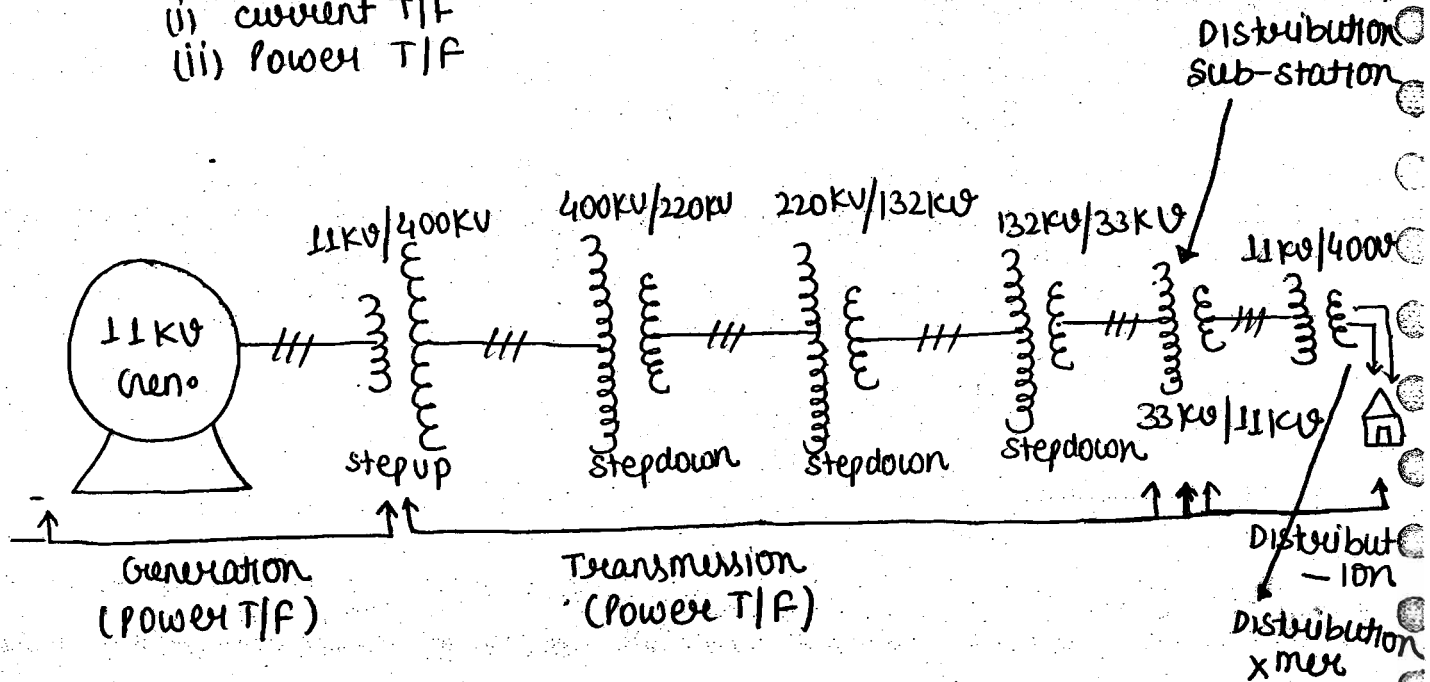 (i) current T/F
(ii) Power T/F
Distribution
Sub-station
11KV/400KV
400KV/220KV
220KV/132KV
132KV/33KV
11KV/400V
11KV
Gen.
33KV/11KV
stepup
stepdown
stepdown
stepdown
Generation
(Power T/F)
Transmission
(Power T/F)
Distribut
-ion
Distribution
xmer